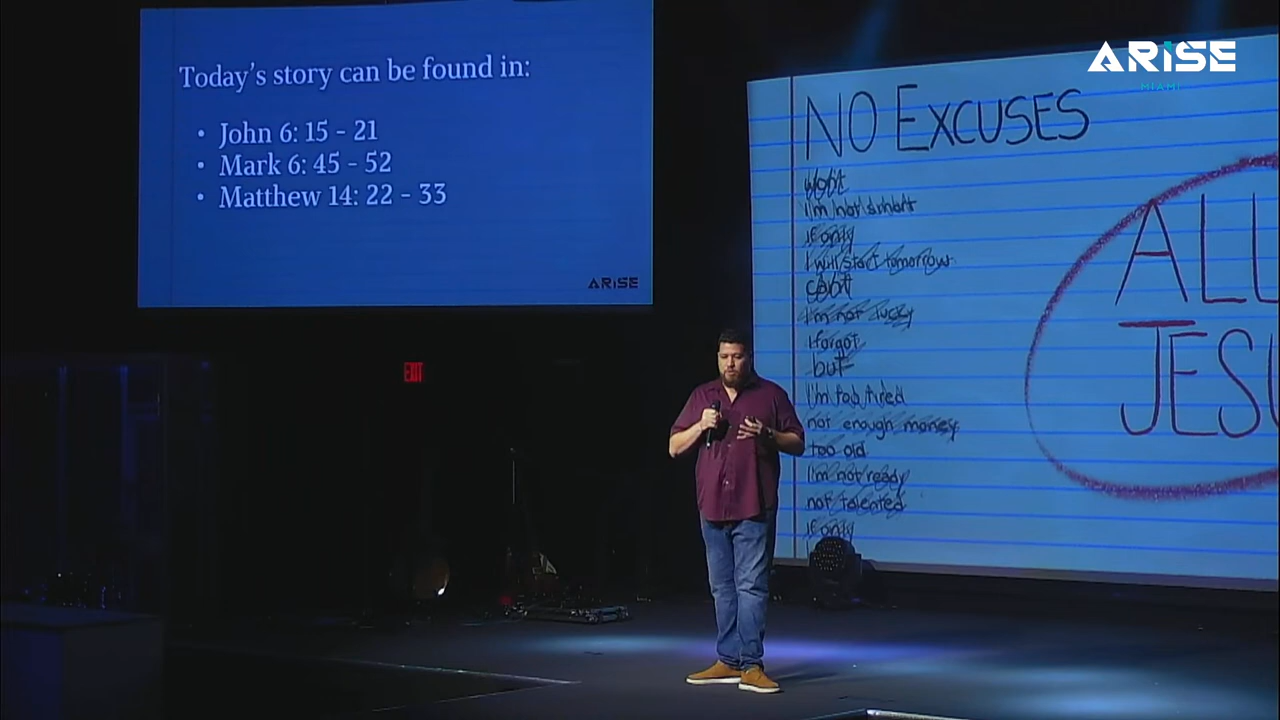 Today's story can be found in:
• John 6: 15 - 21
• Mark 6: 45 - 52
• Matthew 14: 22 - 33
ARISE
EXIT
ARISE
MIAMI
NO EXCUSES
won't
I'm not smart
if only
I will start tomorrow
can't
I'm not lucky
I forgot
but
I'm too tired
not enough money
too old
I'm not ready
not talented
if only
ALL
JESU